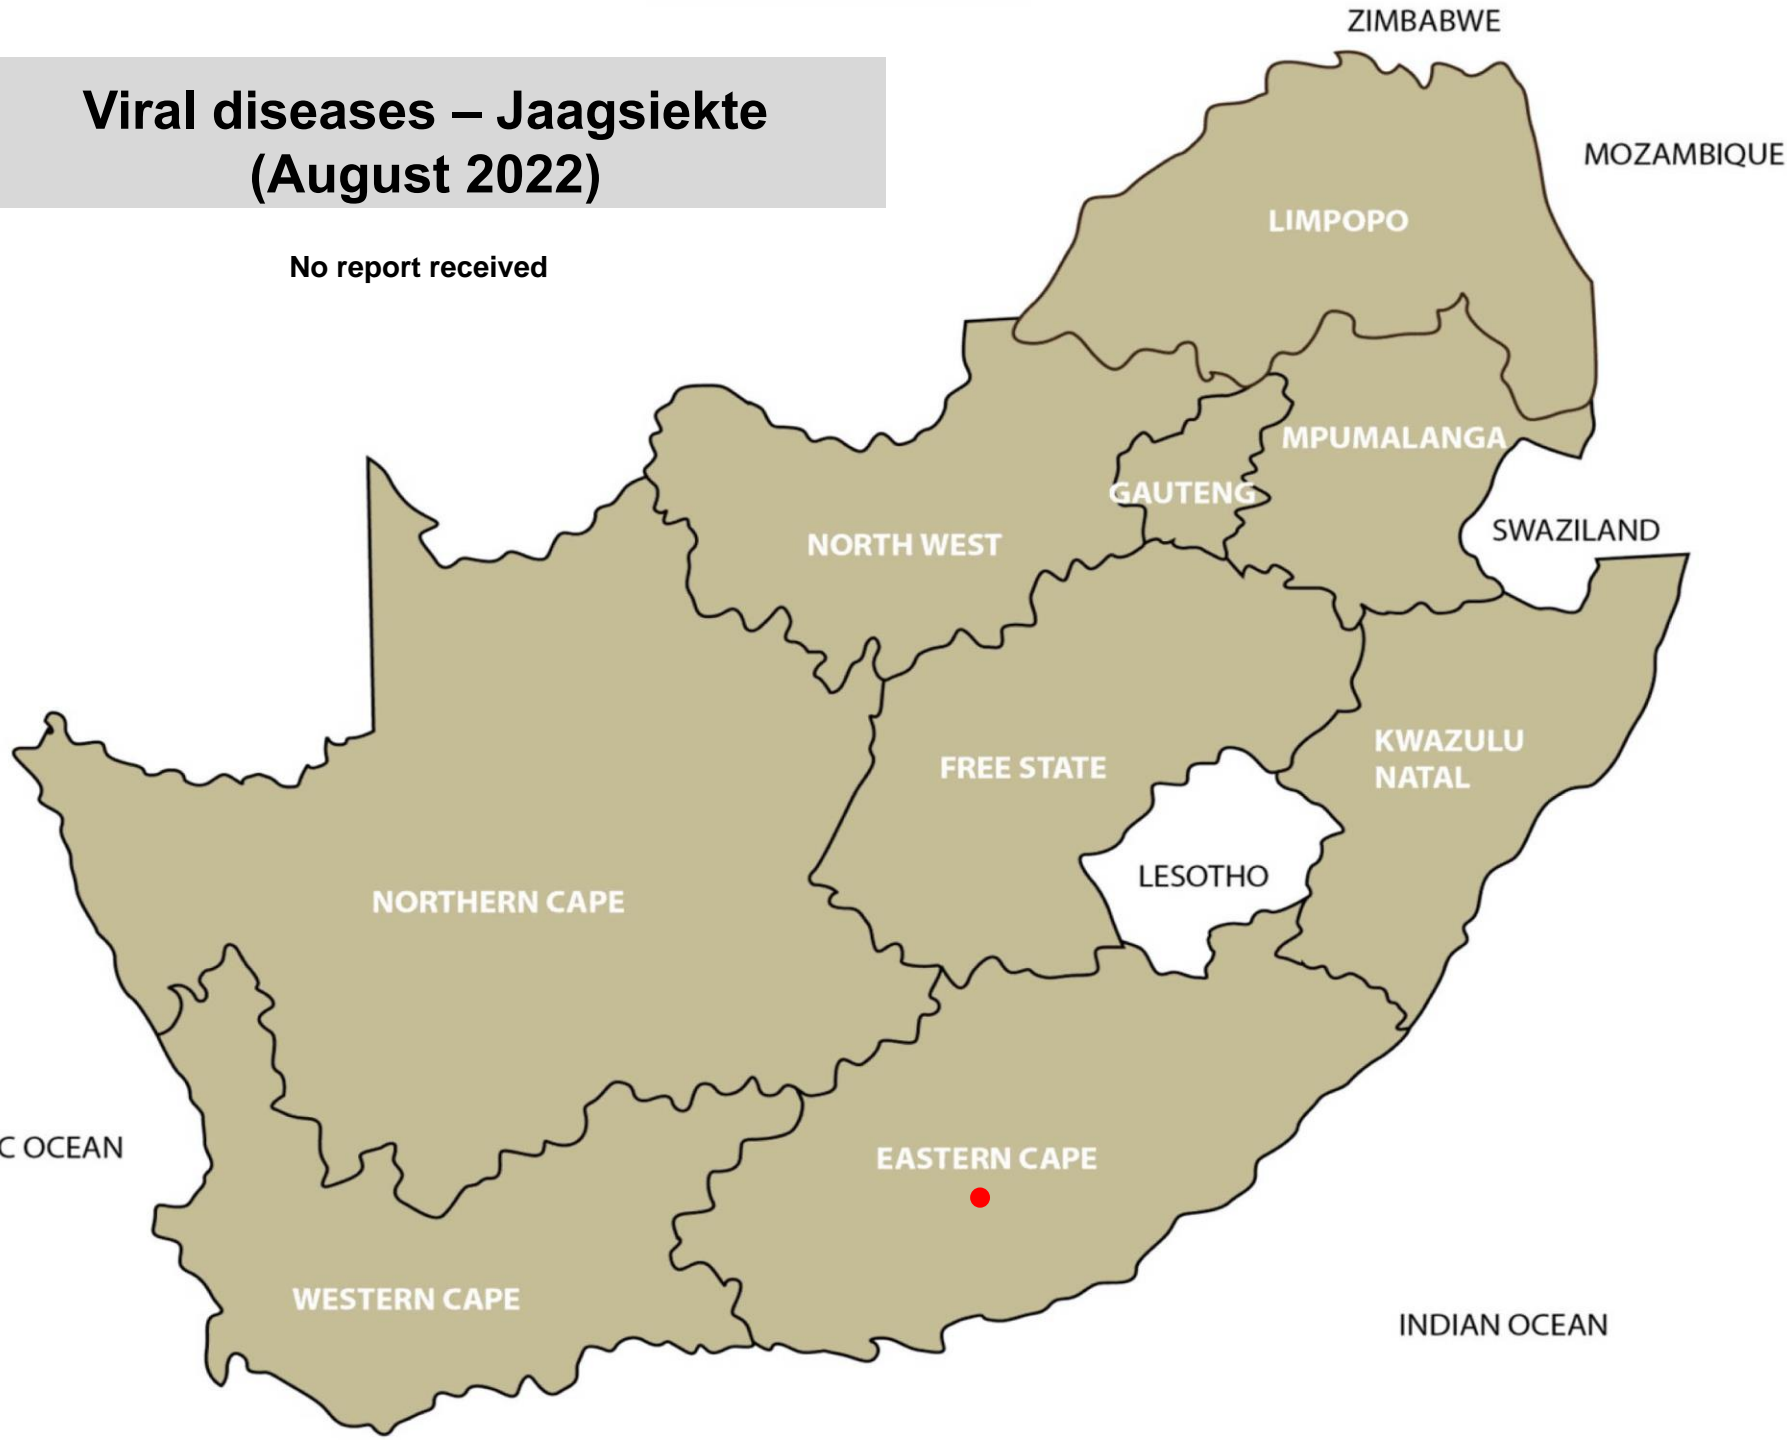 ZIMBABWE
Viral diseases – Jaagsiekte
(August 2022)
MOZAMBIQUE
LIMPOPO
No report received
MPUMALANGA
GAUTENG
SWAZILAND
NORTH WEST
KWAZULU
NATAL
FREE STATE
LESOTHO
NORTHERN CAPE
C OCEAN
EASTERN CAPE
WESTERN CAPE
INDIAN OCEAN